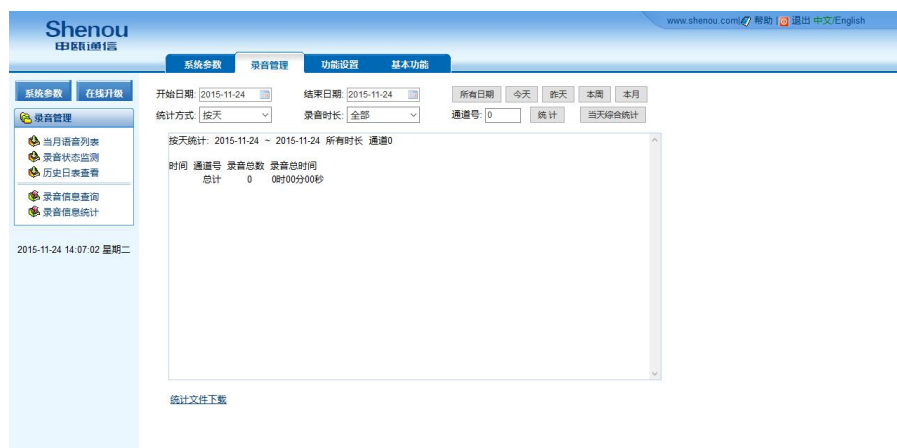 www.shenou.com 帮助 | 退出 中文/English
Shenou
申瓯通信
系统参数 录音管理 功能设置 基本功能
系统参数 在线升级
录音管理
当月语音列表
录音状态监测
历史日表查看
录音信息查询
录音信息统计
2015-11-24 14:07:02 星期二
开始日期: 2015-11-24 结束日期: 2015-11-24 所有日期 今天 昨天 本周 本月
统计方式: 按天 录音时长: 全部 通道号: 0 统计 当天综合统计
按天统计: 2015-11-24 ~ 2015-11-24 所有时长 通道0
时间 通道号 录音总数 录音总时间
总计 0 0时00分00秒
统计文件下载